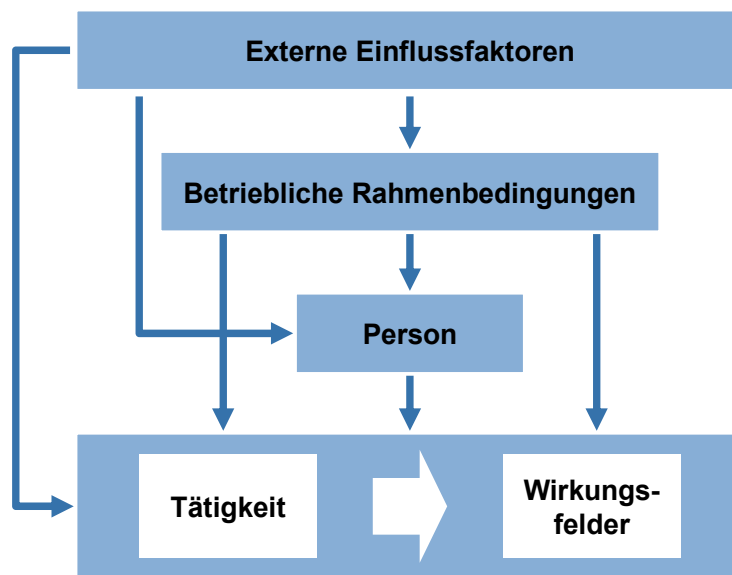 Externe Einflussfaktoren
Betriebliche Rahmenbedingungen
Person
Tätigkeit
Wirkungs-
felder